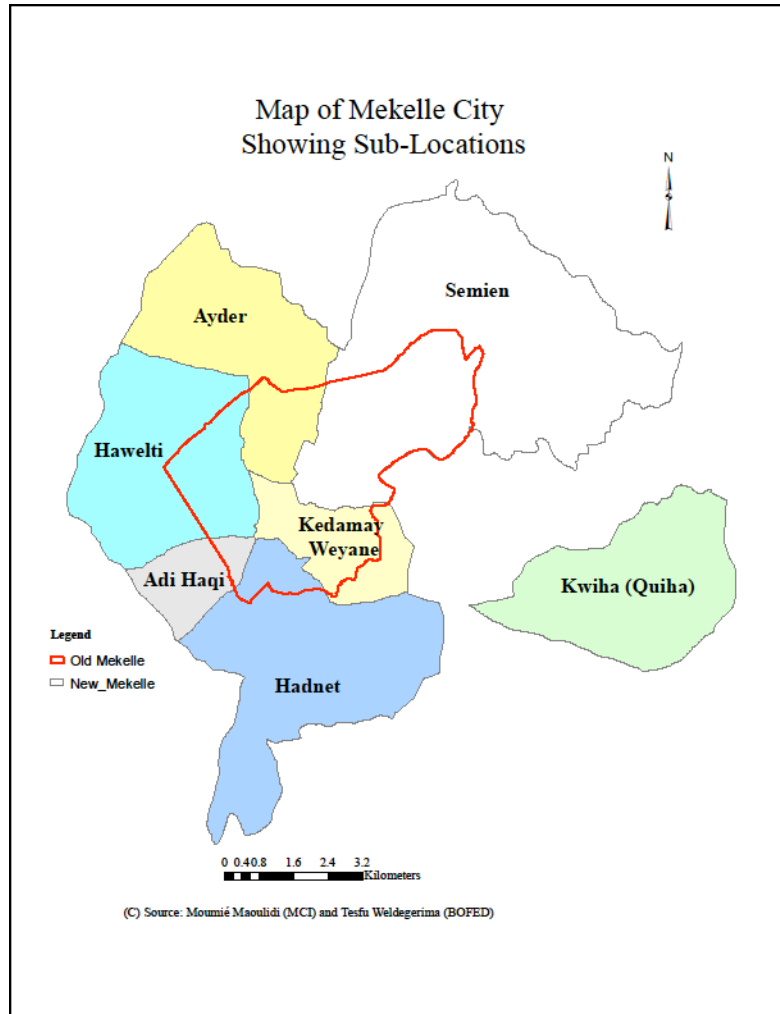 Map of Mekelle City
Showing Sub-Locations
N
Semien
Ayder
Hawelti
Kedamay
Weyane
Adi Haqi
Kwiha (Quiha)
Hadnet
Legend
Old Mekelle
New_Mekelle
0 0.40.8 1.6 2.4 3.2
Kilometers
(C) Source: Moumié Maoulidi (MCI) and Tesfu Weldegerima (BOFED)